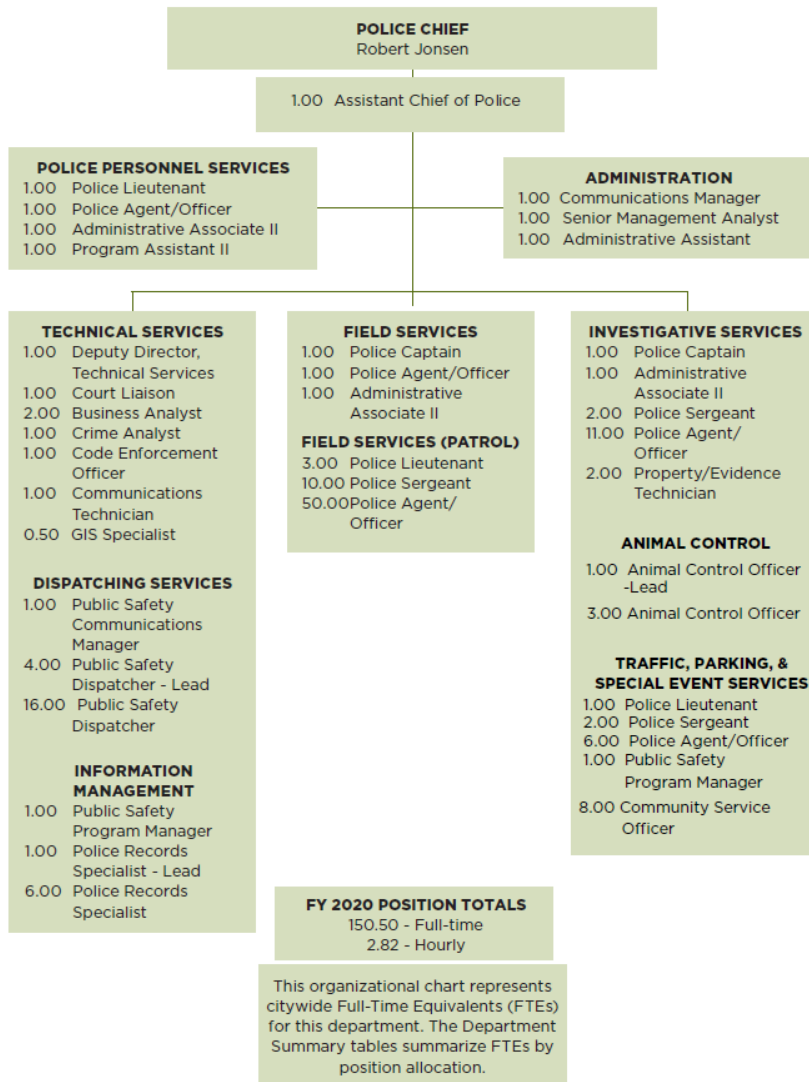 POLICE CHIEF
Robert Jonsen
1.00 Assistant Chief of Police
POLICE PERSONNEL SERVICES
1.00 Police Lieutenant
1.00 Police Agent/Officer
1.00 Administrative Associate II
1.00 Program Assistant II
ADMINISTRATION
1.00 Communications Manager
1.00 Senior Management Analyst
1.00 Administrative Assistant
TECHNICAL SERVICES
1.00 Deputy Director,
Technical Services
1.00 Court Liaison
2.00 Business Analyst
1.00 Crime Analyst
1.00 Code Enforcement
Officer
1.00 Communications
Technician
0.50 GIS Specialist
DISPATCHING SERVICES
1.00 Public Safety
Communications
Manager
4.00 Public Safety
Dispatcher - Lead
16.00 Public Safety
Dispatcher
INFORMATION
MANAGEMENT
1.00 Public Safety
Program Manager
1.00 Police Records
Specialist - Lead
6.00 Police Records
Specialist
FIELD SERVICES
1.00 Police Captain
1.00 Police Agent/Officer
1.00 Administrative
Associate II
FIELD SERVICES (PATROL)
3.00 Police Lieutenant
10.00 Police Sergeant
50.00Police Agent/
Officer
INVESTIGATIVE SERVICES
1.00 Police Captain
1.00 Administrative
Associate II
2.00 Police Sergeant
11.00 Police Agent/
Officer
2.00 Property/Evidence
Technician
ANIMAL CONTROL
1.00 Animal Control Officer
-Lead
3.00 Animal Control Officer
TRAFFIC, PARKING, &
SPECIAL EVENT SERVICES
1.00 Police Lieutenant
2.00 Police Sergeant
6.00 Police Agent/Officer
1.00 Public Safety
Program Manager
8.00 Community Service
Officer
FY 2020 POSITION TOTALS
150.50 - Full-time
2.82 - Hourly
This organizational chart represents
citywide Full-Time Equivalents (FTEs)
for this department. The Department
Summary tables summarize FTEs by
position allocation.